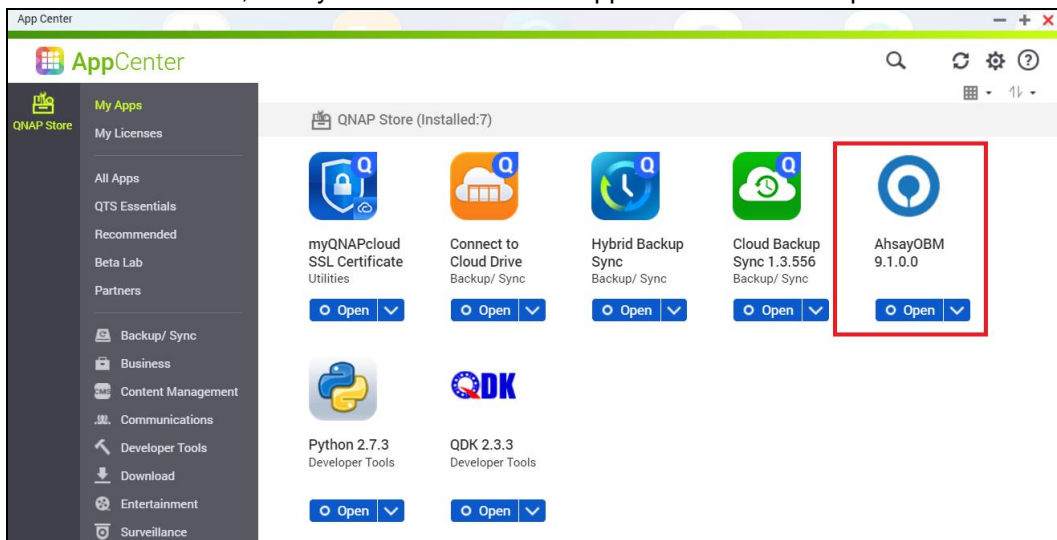 App Center
AppCenter
QNAP Store
My Apps
My Licenses
All Apps
QTS Essentials
Recommended
Beta Lab
Partners
Backup/ Sync
Business
CMS Content Management
Communications
Developer Tools
Download
Entertainment
Surveillance
QNAP Store (Installed:7)
myQNAPcloud
SSL Certificate
Utilities
Open
Connect to
Cloud Drive
Backup/ Sync
Open
Hybrid Backup
Sync
Backup/ Sync
Open
Cloud Backup
Sync 1.3.556
Backup/ Sync
Open
AhsayOBM
9.1.0.0
Open
Python 2.7.3
Developer Tools
Open
QDK
QDK 2.3.3
Developer Tools
Open